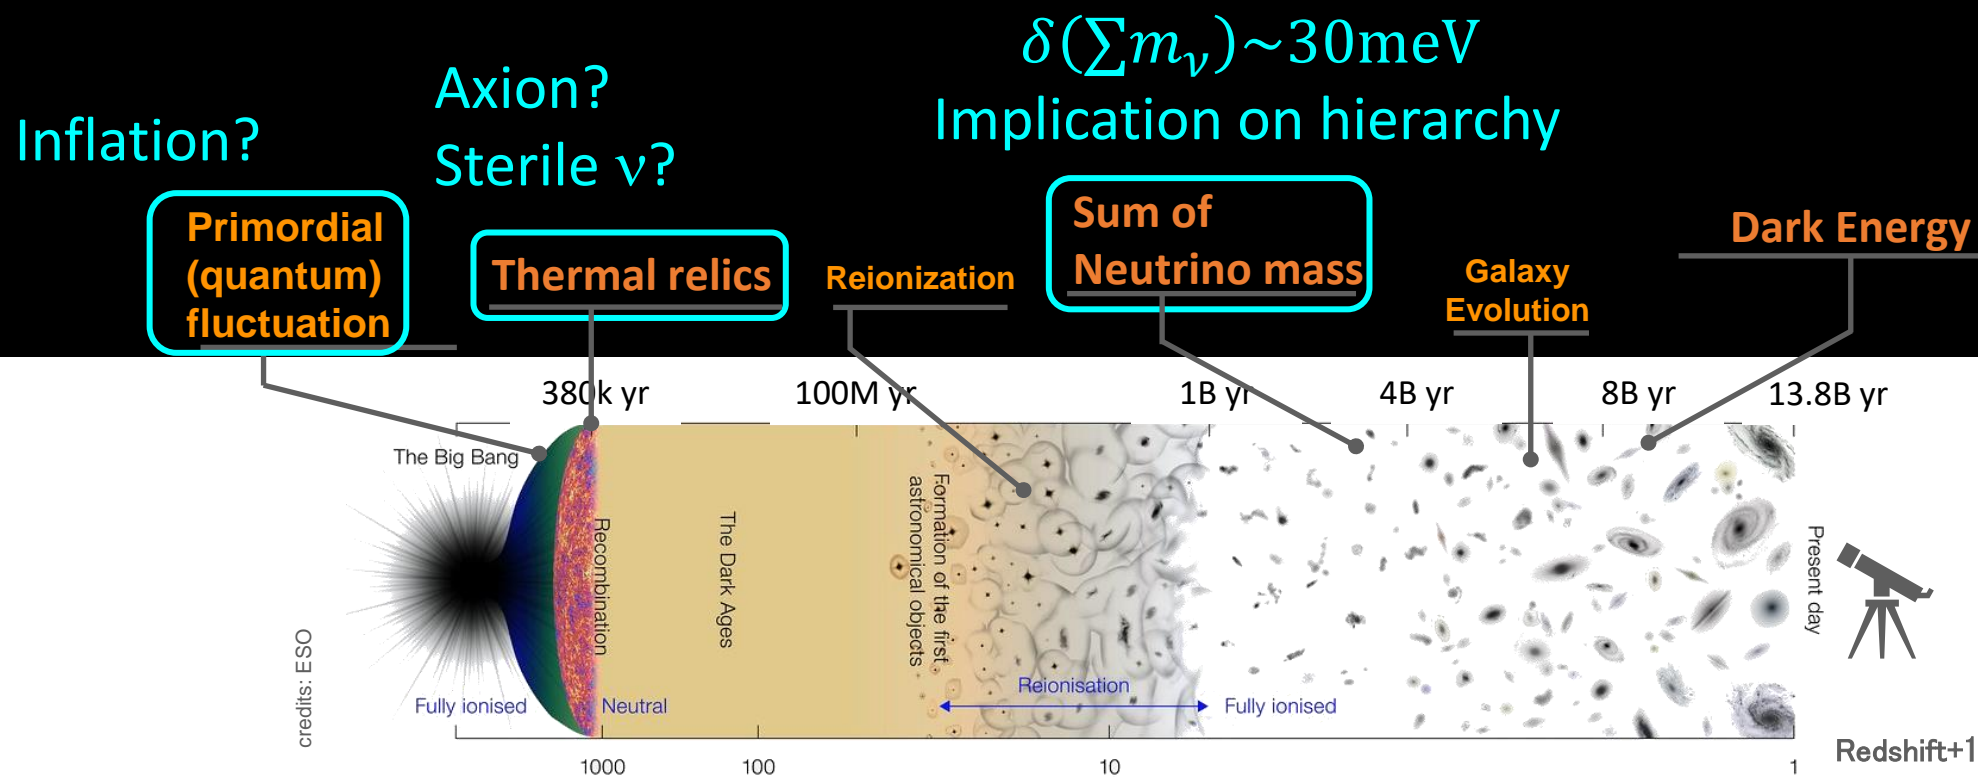 δ(∑mᵥ)~30meV
Implication on hierarchy
Axion?
Sterile ν?
Inflation?
Primordial
(quantum)
fluctuation
Thermal relics
Reionization
Sum of
Neutrino mass
Galaxy
Evolution
Dark Energy
380k yr
100M yr
1B yr
4B yr
8B yr
13.8B yr
The Big Bang
Recombination
The Dark Ages
Formation of the first
astronomical objects
Present day
Reionisation
Fully ionised
Neutral
Fully ionised
credits: ESO
1000
100
10
1
Redshift+1